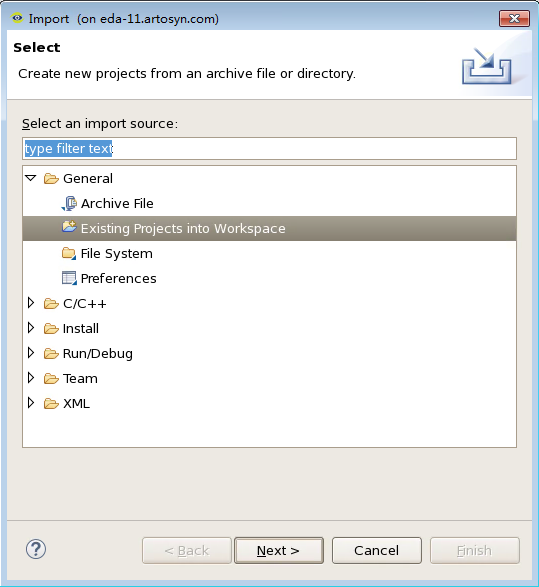 Import (on eda-11.artosyn.com)
Select
Create new projects from an archive file or directory.
Select an import source:
type filter text
General
Archive File
Existing Projects into Workspace
File System
Preferences
C/C++
Install
Run/Debug
Team
XML
?
< Back
Next >
Cancel
Finish